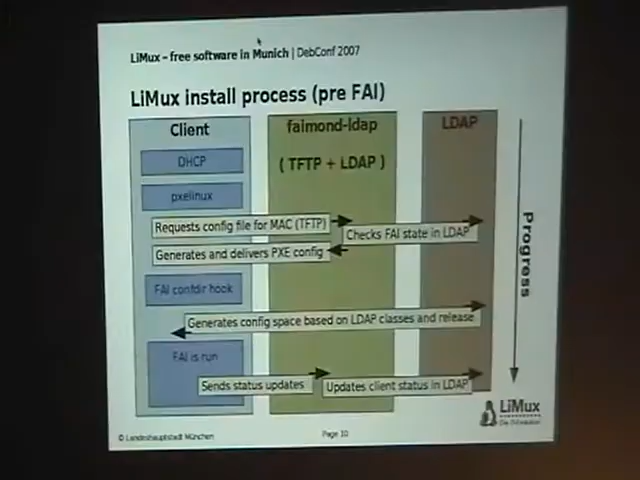 LiMux – free software in Munich | DebConf 2007
LiMux install process (pre FAI)
Client
faimond-ldap
LDAP
DHCP
( TFTP + LDAP )
pxelinux
Requests config file for MAC (TFTP)
Checks FAI state in LDAP
Generates and delivers PXE config
FAI confdir hook
Generates config space based on LDAP classes and release
FAI is run
Sends status updates
Updates client status in LDAP
Progress
LiMux
Die IT-Evolution
© Landeshauptstadt München
Page 10